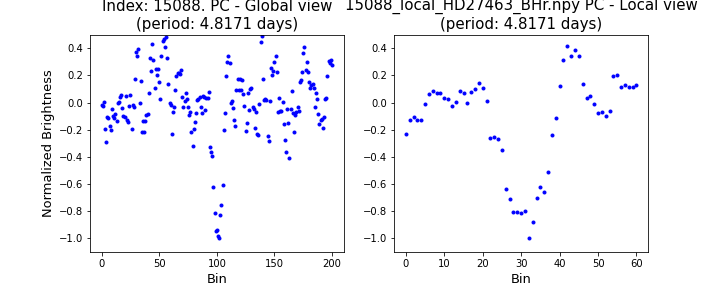 Index: 15088. PC - Global view
(period: 4.8171 days)
15088_local_HD27463_BHr.npy PC - Local view
(period: 4.8171 days)
Normalized Brightness
0.4
0.2
0.0
−0.2
−0.4
−0.6
−0.8
−1.0
0 50 100 150 200
Bin
0.4
0.2
0.0
−0.2
−0.4
−0.6
−0.8
−1.0
0 10 20 30 40 50 60
Bin